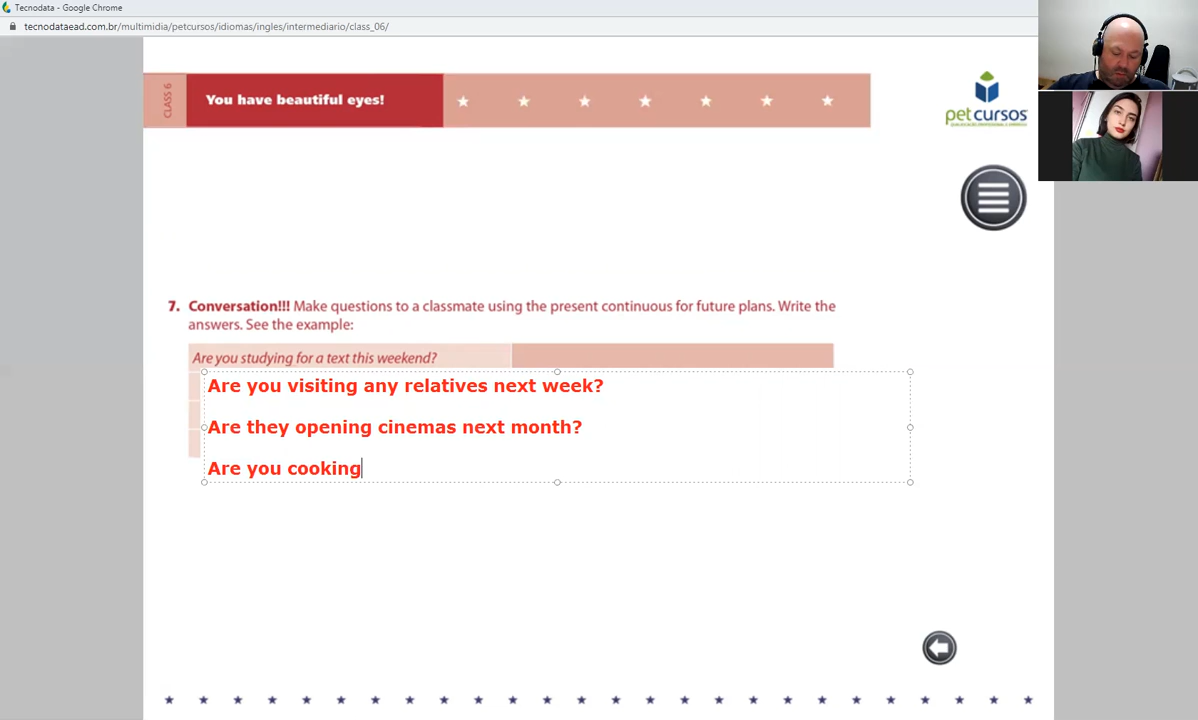 Tecnodata - Google Chrome
tecnodataead.com.br/multimidia/petcursos/idiomas/ingles/intermediario/class_06/
CLASS 6
You have beautiful eyes!
petcursos
7. Conversation!!! Make questions to a classmate using the present continuous for future plans. Write the
answers. See the example:
Are you studying for a text this weekend?
Are you visiting any relatives next week?
Are they opening cinemas next month?
Are you cooking